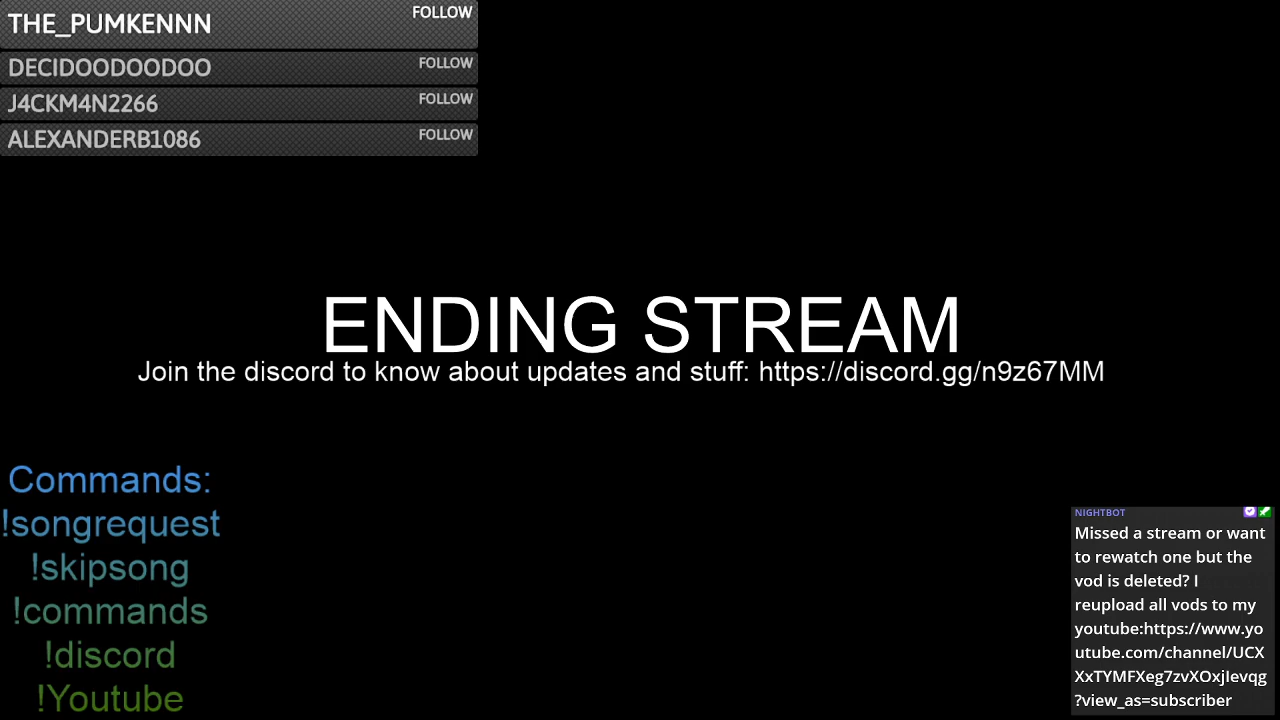 THE_PUMKENNN FOLLOW
DECIDOODOODOO FOLLOW
J4CKM4N2266 FOLLOW
ALEXANDERB1086 FOLLOW
ENDING STREAM
Join the discord to know about updates and stuff: https://discord.gg/n9z67MM
Commands:
!songrequest
!skipsong
!commands
!discord
!Youtube
NIGHTBOT
Missed a stream or want
to rewatch one but the
vod is deleted? I
reupload all vods to my
youtube:https://www.yo
utube.com/channel/UCX
XxTYMFXeg7zvXOxjIevqg
?view_as=subscriber